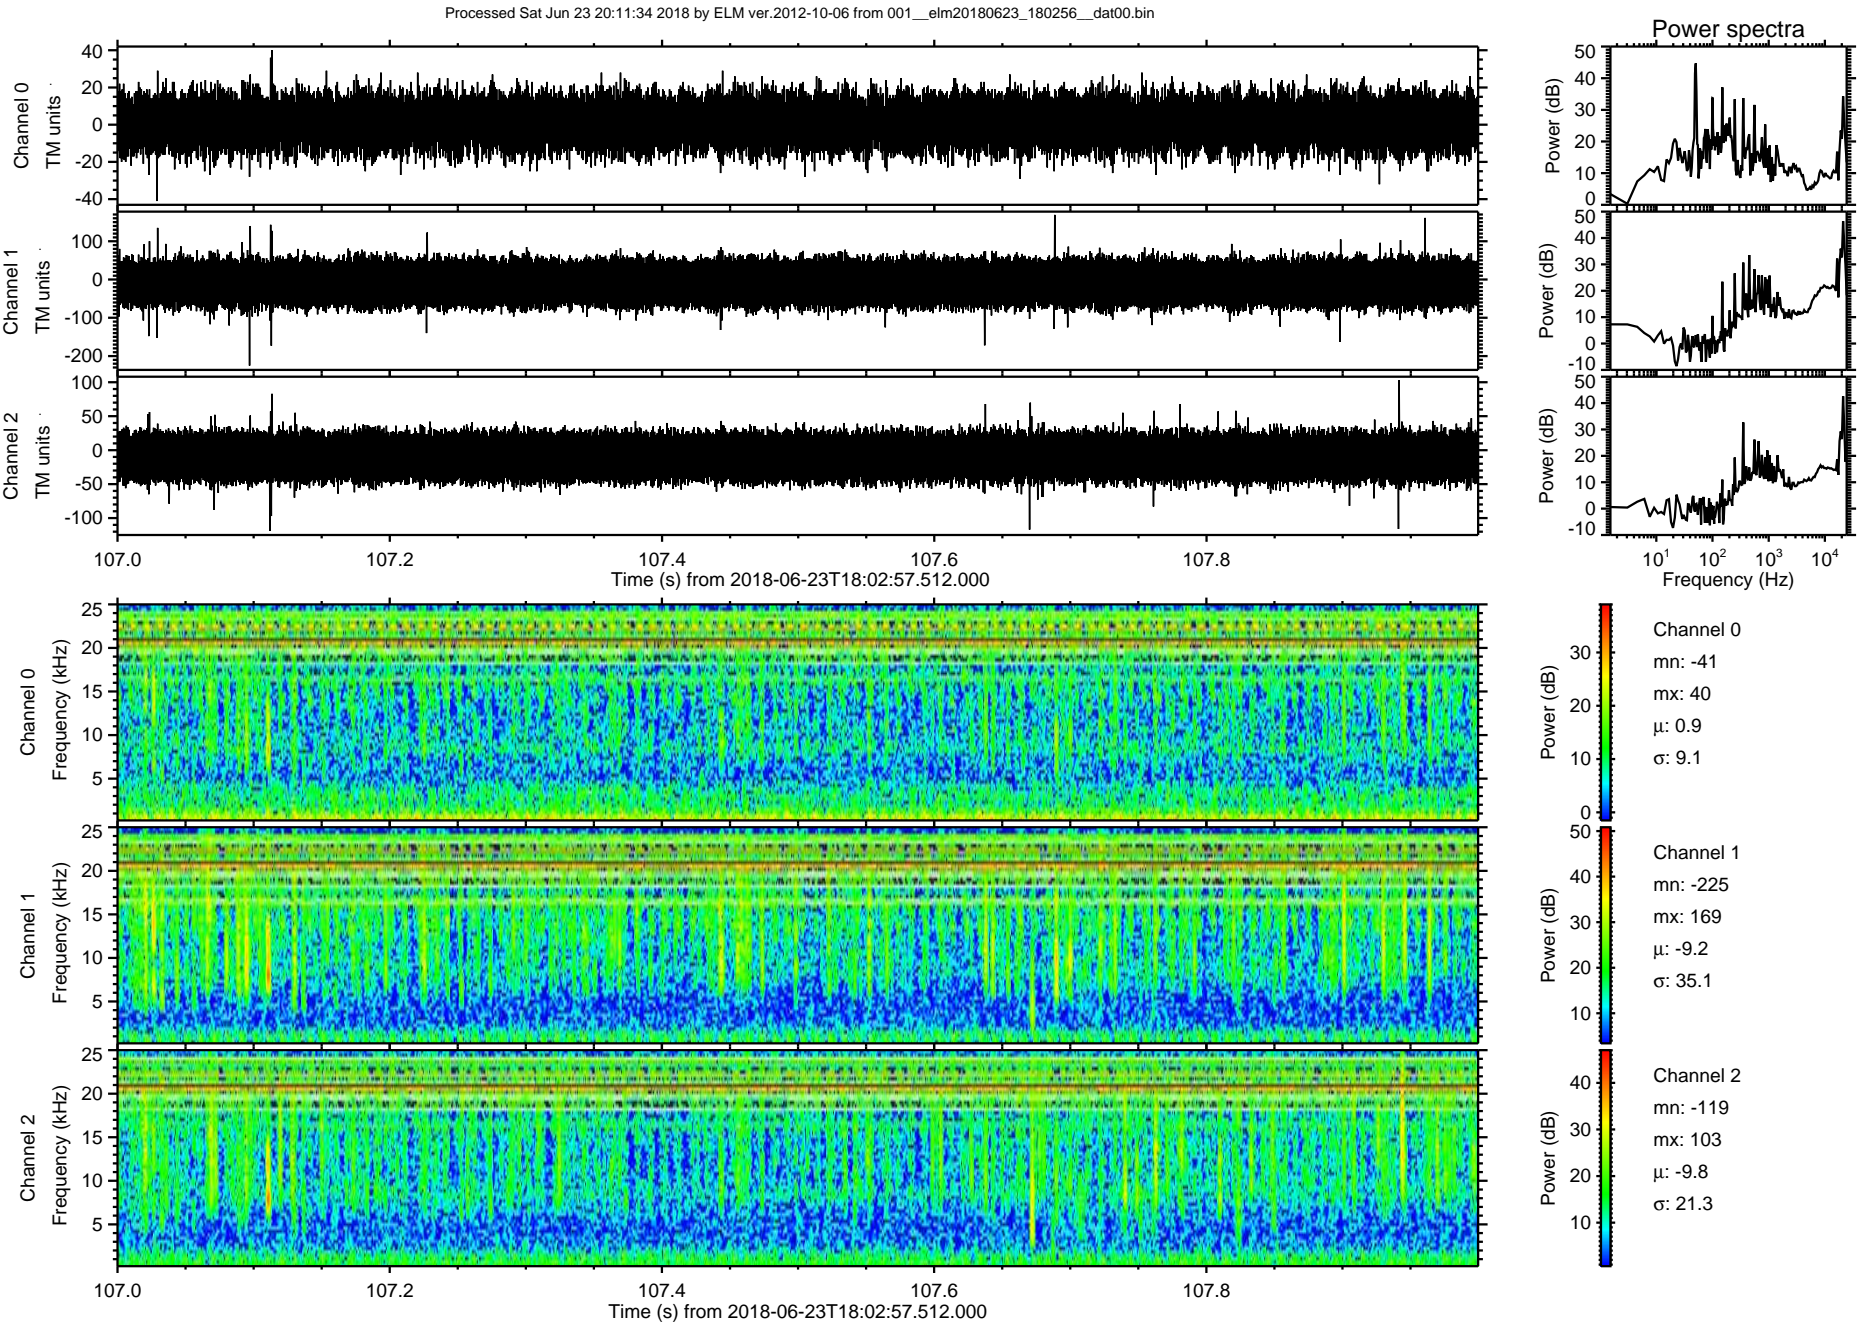 Processed Sat Jun 23 20:11:34 2018 by ELM ver.2012-10-06 from 001__elm20180623_180256__dat00.bin
Power spectra
Channel 0
TM units
40
20
0
-20
-40
Power (dB)
50
40
30
20
10
0
Channel 1
TM units
100
0
-100
-200
Power (dB)
50
40
30
20
10
0
-10
Channel 2
TM units
100
50
0
-50
-100
Power (dB)
50
40
30
20
10
0
-10
107.0 107.2 107.4 107.6 107.8
Time (s) from 2018-06-23T18:02:57.512.000
10¹ 10² 10³ 10⁴
Frequency (Hz)
Channel 0
Frequency (kHz)
25
20
15
10
5
Power (dB)
30
20
10
0
Channel 0
mn: -41
mx: 40
µ: 0.9
σ: 9.1
Channel 1
Frequency (kHz)
25
20
15
10
5
Power (dB)
50
40
30
20
10
Channel 1
mn: -225
mx: 169
µ: -9.2
σ: 35.1
Channel 2
Frequency (kHz)
25
20
15
10
5
Power (dB)
40
30
20
10
Channel 2
mn: -119
mx: 103
µ: -9.8
σ: 21.3
107.0 107.2 107.4 107.6 107.8
Time (s) from 2018-06-23T18:02:57.512.000